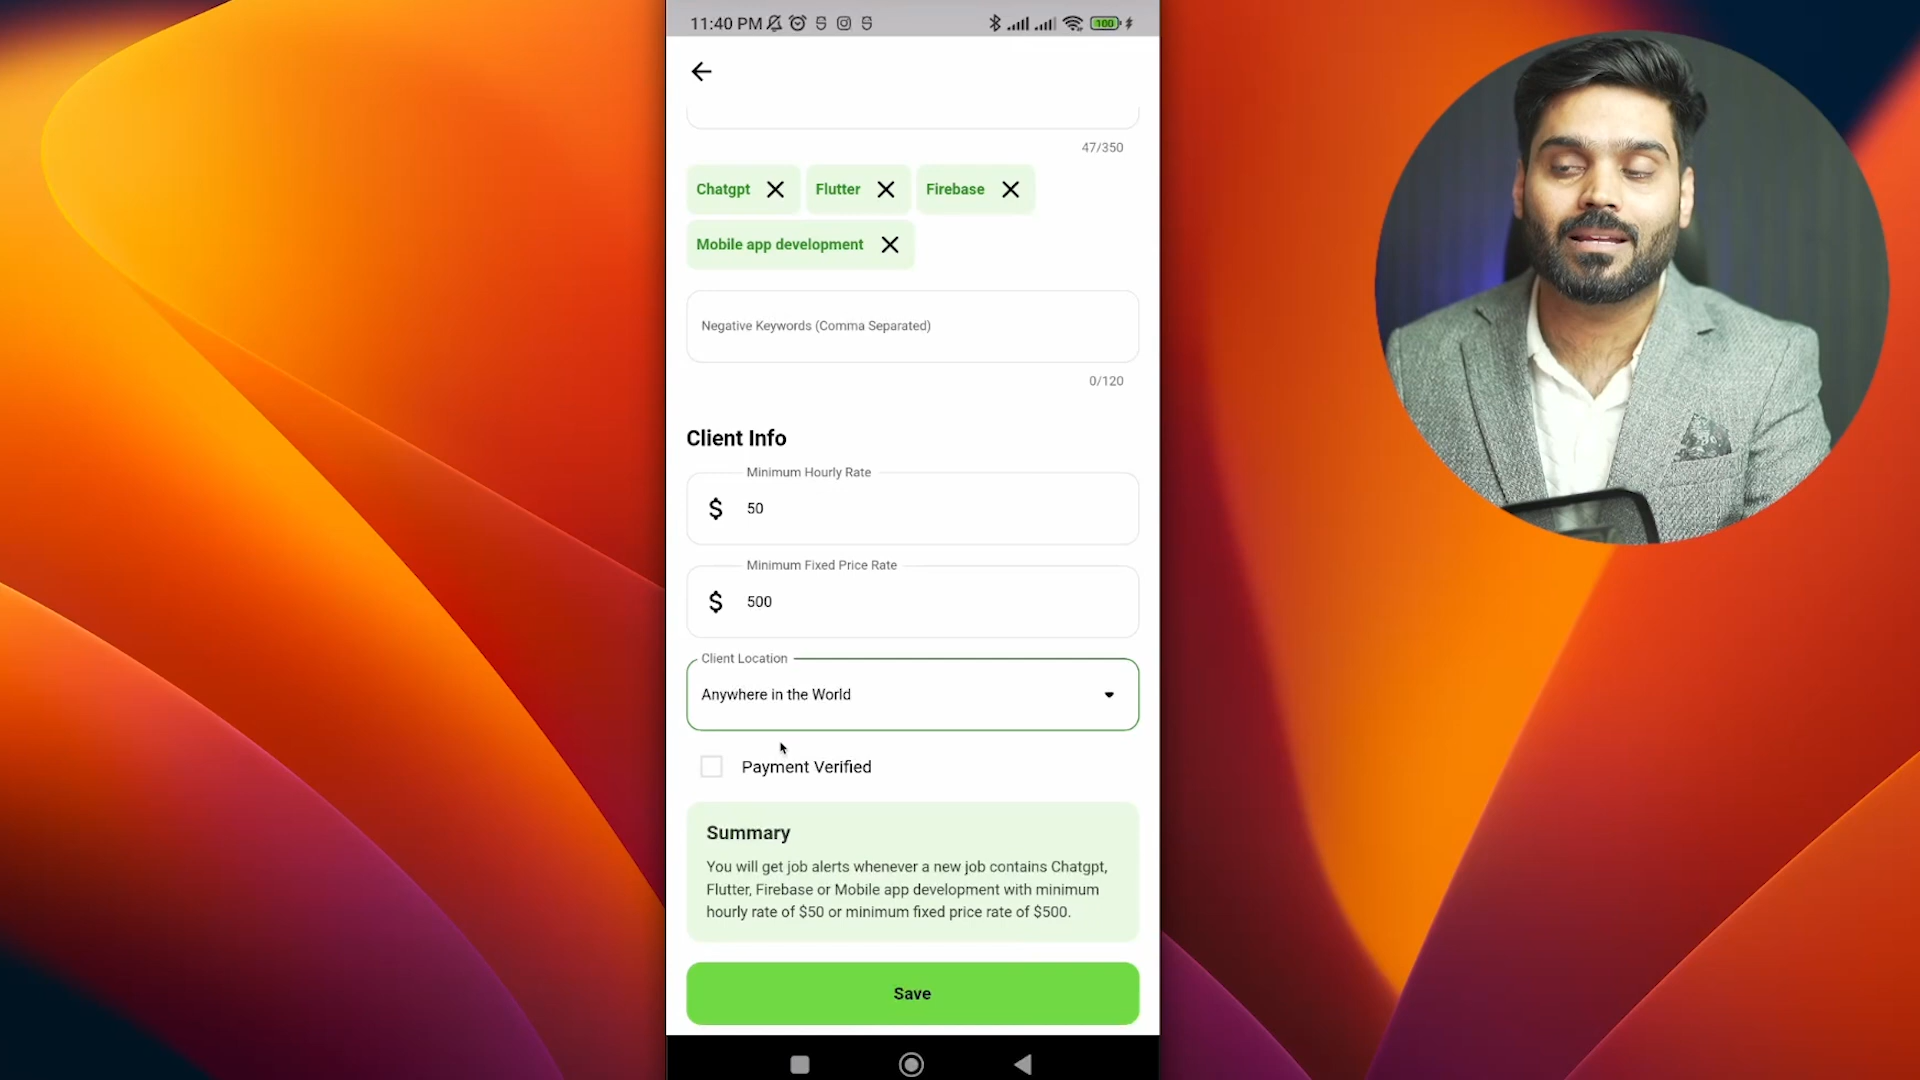 11:40 PM
100
47/350
Chatgpt
Flutter
Firebase
Mobile app development
Negative Keywords (Comma Separated)
0/120
Client Info
Minimum Hourly Rate
$ 50
Minimum Fixed Price Rate
$ 500
Client Location
Anywhere in the World
Payment Verified
Summary
You will get job alerts whenever a new job contains Chatgpt,
Flutter, Firebase or Mobile app development with minimum
hourly rate of $50 or minimum fixed price rate of $500.
Save